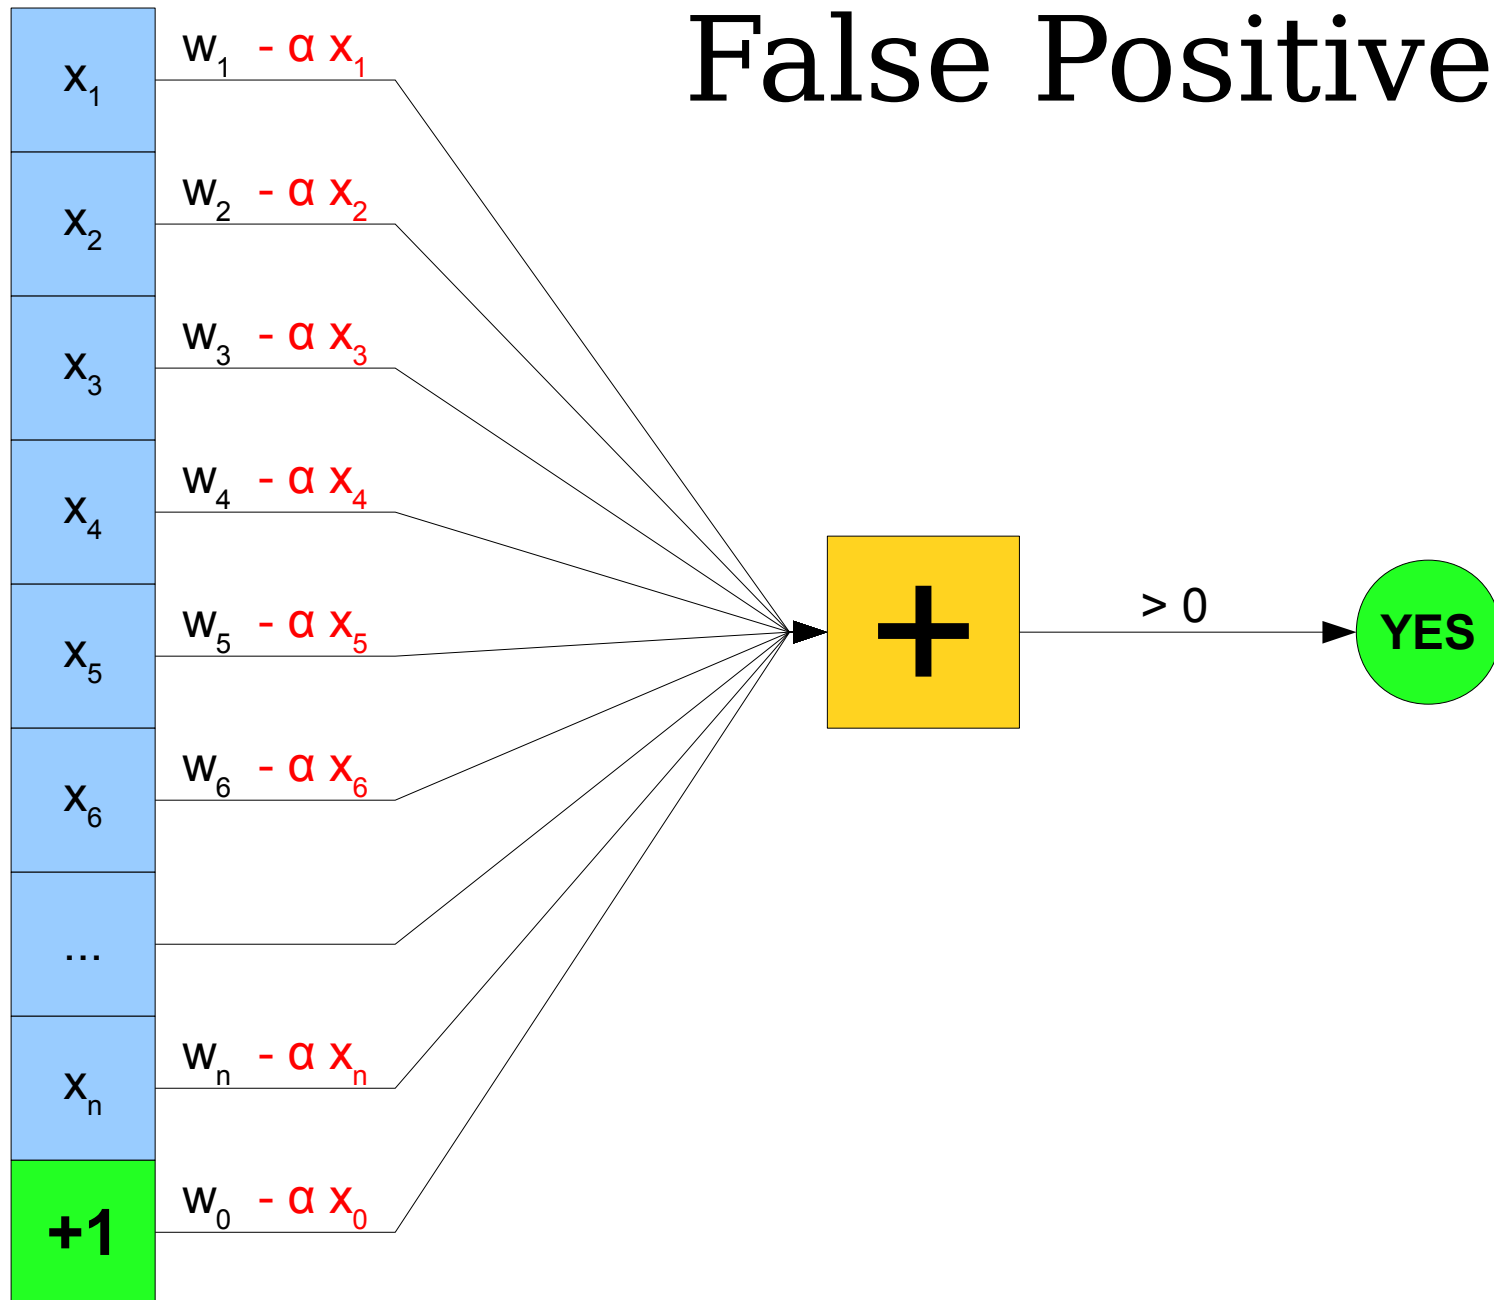 False Positive
x₁
w₁ - α x₁
x₂
w₂ - α x₂
x₃
w₃ - α x₃
x₄
w₄ - α x₄
x₅
w₅ - α x₅
+
> 0
YES
x₆
w₆ - α x₆
...
xₙ
wₙ - α xₙ
+1
w₀ - α x₀